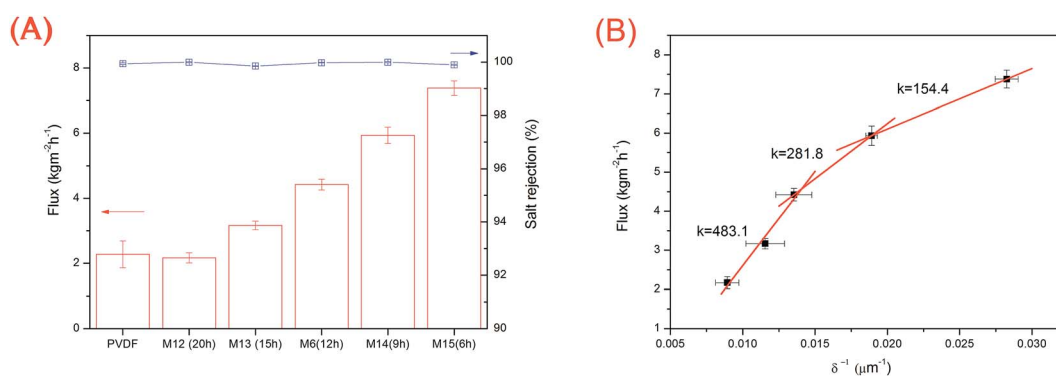 (A)
8
6
4
2
0
Flux (kgm⁻²h⁻¹)
100
98
96
94
92
90
Salt rejection (%)
PVDF M12 (20h) M13 (15h) M6(12h) M14(9h) M15(6h)
(B)
8
7
6
5
4
3
2
1
Flux (kgm⁻²h⁻¹)
k=154.4
k=281.8
k=483.1
0.005 0.010 0.015 0.020 0.025 0.030
δ⁻¹ (μm⁻¹)